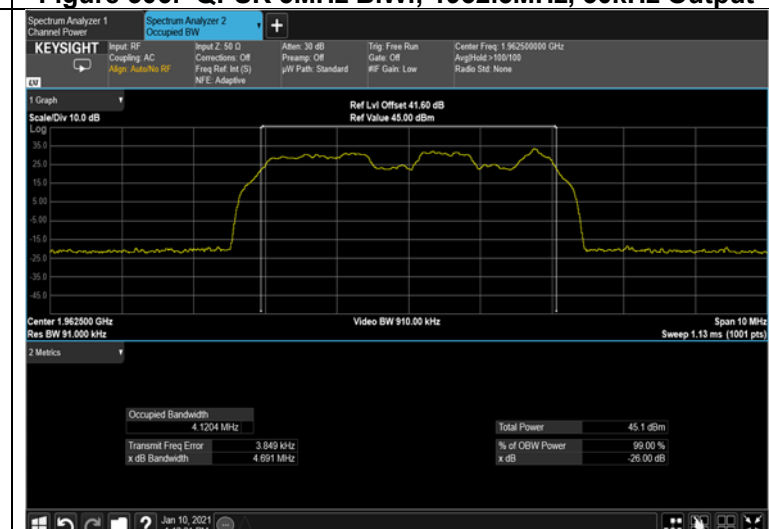 Spectrum Analyzer 1
Channel Power
Spectrum Analyzer 2
Occupied BW
+
KEYSIGHT
Input: RF
Coupling: AC
Align: Auto/No RF
Input Z: 50 Ω
Corrections: Off
Freq Ref: Int (S)
NFE: Adaptive
Atten: 30 dB
Preamp: Off
µW Path: Standard
Trig: Free Run
Gate: Off
#IF Gain: Low
Center Freq: 1.962500000 GHz
Avg|Hold:>100/100
Radio Std: None
LXI
1 Graph
Scale/Div 10.0 dB
Ref Lvl Offset 41.60 dB
Ref Value 45.00 dBm
Log
35.0
25.0
15.0
5.00
-5.00
-15.0
-25.0
-35.0
-45.0
Center 1.962500 GHz
Res BW 91.000 kHz
Video BW 910.00 kHz
Span 10 MHz
Sweep 1.13 ms (1001 pts)
2 Metrics
Occupied Bandwidth
4.1204 MHz
Transmit Freq Error 3.849 kHz
x dB Bandwidth 4.691 MHz
Total Power 45.1 dBm
% of OBW Power 99.00 %
x dB -26.00 dB
?
Jan 10, 2021